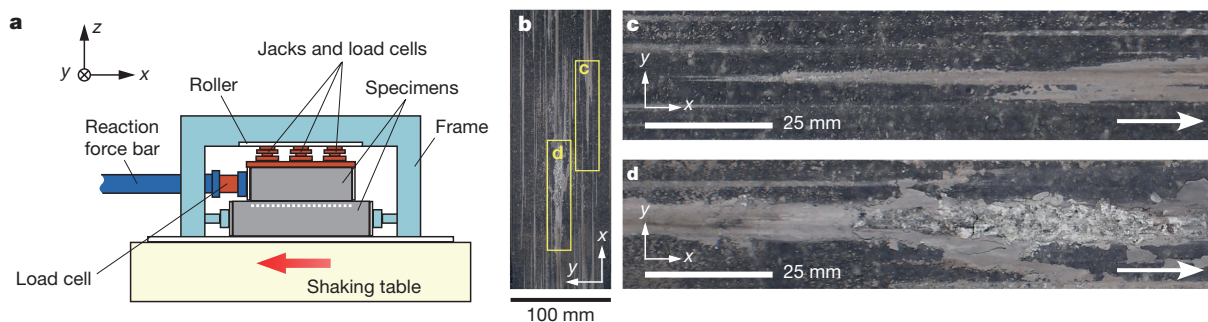 a
z
y
x
Jacks and load cells
Roller
Specimens
Reaction
force bar
Frame
Load cell
Shaking table
b
c
d
x
y
100 mm
c
y
x
25 mm
d
y
x
25 mm